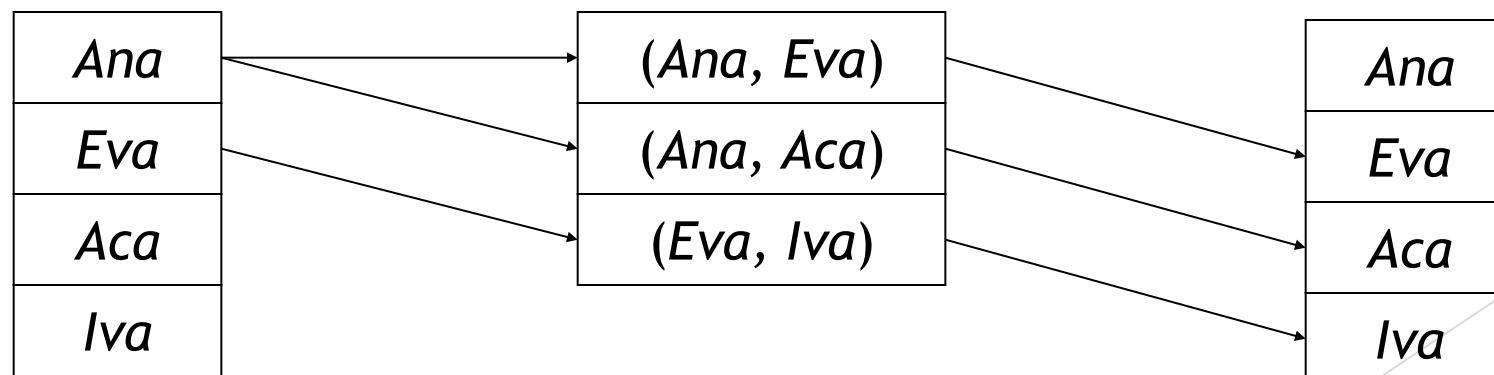 Ana
Eva
Aca
Iva
(Ana, Eva)
(Ana, Aca)
(Eva, Iva)
Ana
Eva
Aca
Iva